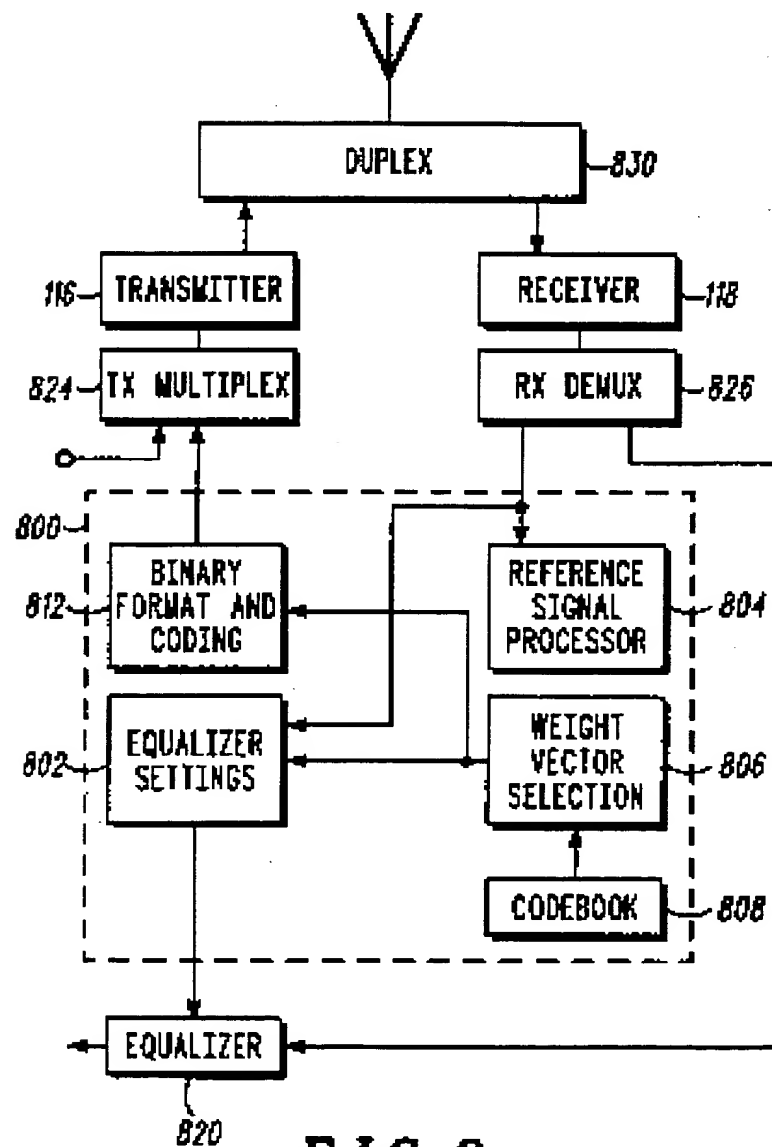 DUPLEX
830
116
TRANSMITTER
RECEIVER
118
824
TX MULTIPLEX
RX DEMUX
826
800
812
BINARY
FORMAT AND
CODING
REFERENCE
SIGNAL
PROCESSOR
804
802
EQUALIZER
SETTINGS
WEIGHT
VECTOR
SELECTION
806
CODEBOOK
808
EQUALIZER
820